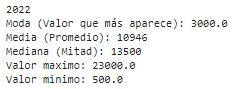 2022
Moda (Valor que más aparece): 3000.0
Media (Promedio): 10946
Mediana (Mitad): 13500
Valor maximo: 23000.0
Valor minimo: 500.0